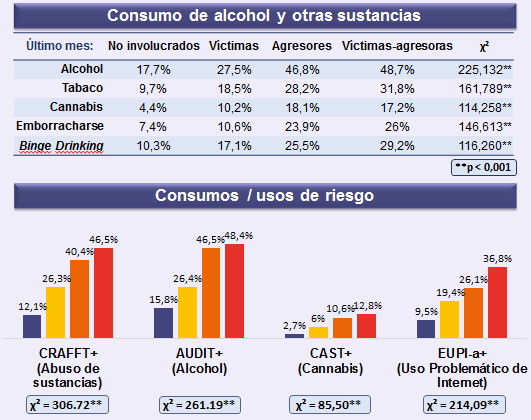 Consumo de alcohol y otras sustancias
Último mes: No involucrados Víctimas Agresores Víctimas-agresoras χ²
Alcohol 17,7% 27,5% 46,8% 48,7% 225,132**
Tabaco 9,7% 18,5% 28,2% 31,8% 161,789**
Cannabis 4,4% 10,2% 18,1% 17,2% 114,258**
Emborracharse 7,4% 10,6% 23,9% 26% 146,613**
Binge Drinking 10,3% 17,1% 25,5% 29,2% 116,260**
**p < 0,001
Consumos / usos de riesgo
12,1% 26,3% 40,4% 46,5% 15,8% 26,4% 46,5% 48,4% 2,7% 6% 10,6% 12,8% 9,5% 19,4% 26,1% 36,8%
CRAFFT+ AUDIT+ CAST+ EUPI-a+
(Abuso de (Alcohol) (Cannabis) (Uso Problemático de
sustancias) Internet)
χ² = 306.72** χ² = 261.19** χ² = 85,50** χ² = 214,09**